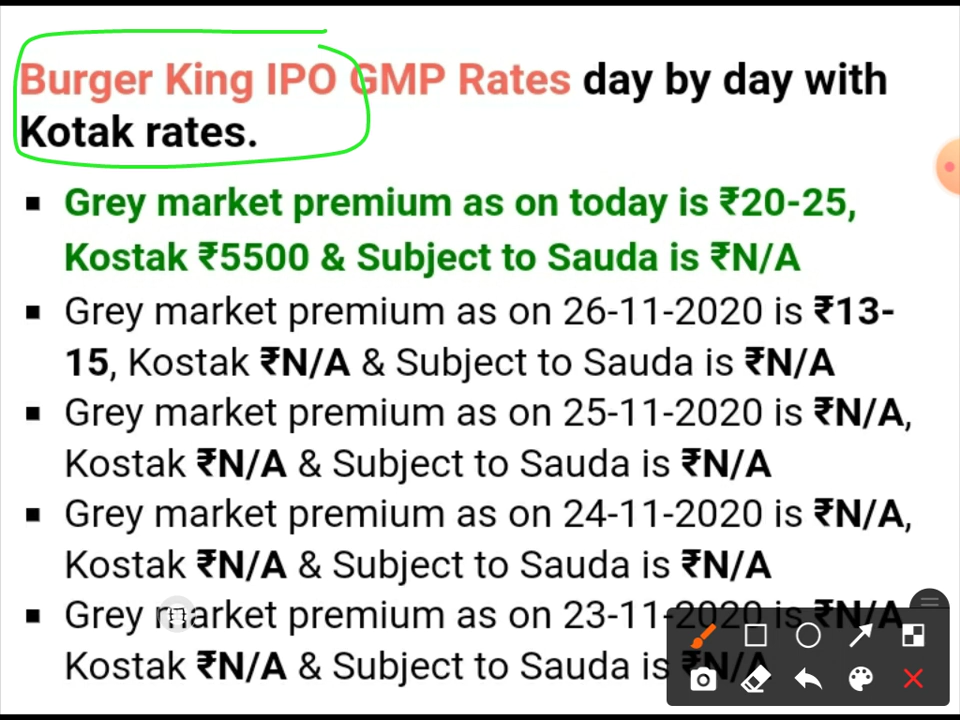 Burger King IPO GMP Rates day by day with
Kotak rates.
▪ Grey market premium as on today is ₹20-25,
Kostak ₹5500 & Subject to Sauda is ₹N/A
▪ Grey market premium as on 26-11-2020 is ₹13-
15, Kostak ₹N/A & Subject to Sauda is ₹N/A
▪ Grey market premium as on 25-11-2020 is ₹N/A,
Kostak ₹N/A & Subject to Sauda is ₹N/A
▪ Grey market premium as on 24-11-2020 is ₹N/A,
Kostak ₹N/A & Subject to Sauda is ₹N/A
▪ Grey market premium as on 23-11-2020 is ₹N/A
Kostak ₹N/A & Subject to Sauda is ₹N/A